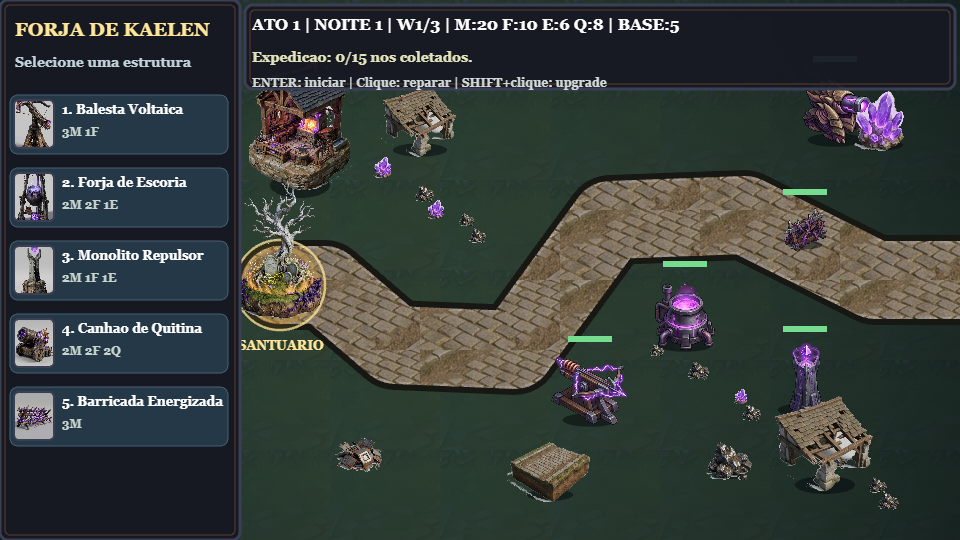 FORJA DE KAELEN
Selecione uma estrutura
1. Balesta Voltaica
3M 1F
2. Forja de Escoria
2M 2F 1E
3. Monolito Repulsor
2M 1F 1E
4. Canhao de Quitina
2M 2F 2Q
5. Barricada Energizada
3M
ATO 1 | NOITE 1 | W1/3 | M:20 F:10 E:6 Q:8 | BASE:5
Expedicao: 0/15 nos coletados.
ENTER: iniciar | Clique: reparar | SHIFT+clique: upgrade
SANTUARIO